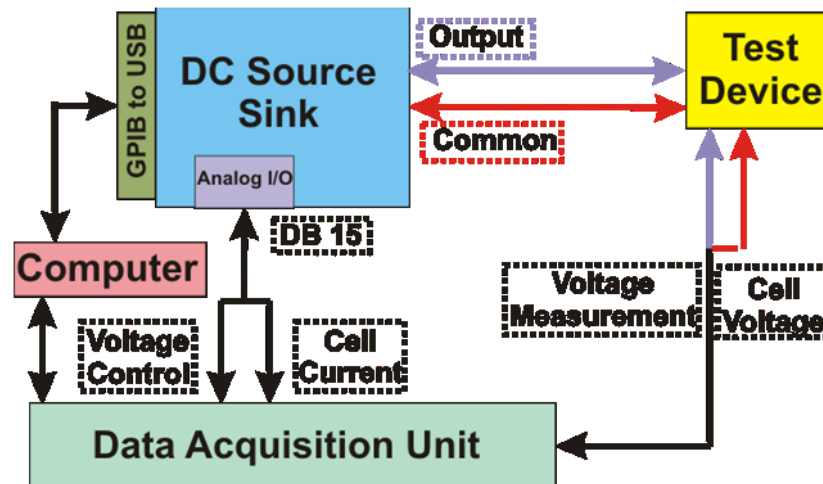 GPIB to USB
DC Source
Sink
Analog I/O
Output
Common
Test
Device
DB 15
Computer
Voltage
Control
Cell
Current
Voltage
Measurement
Cell
Voltage
Data Acquisition Unit